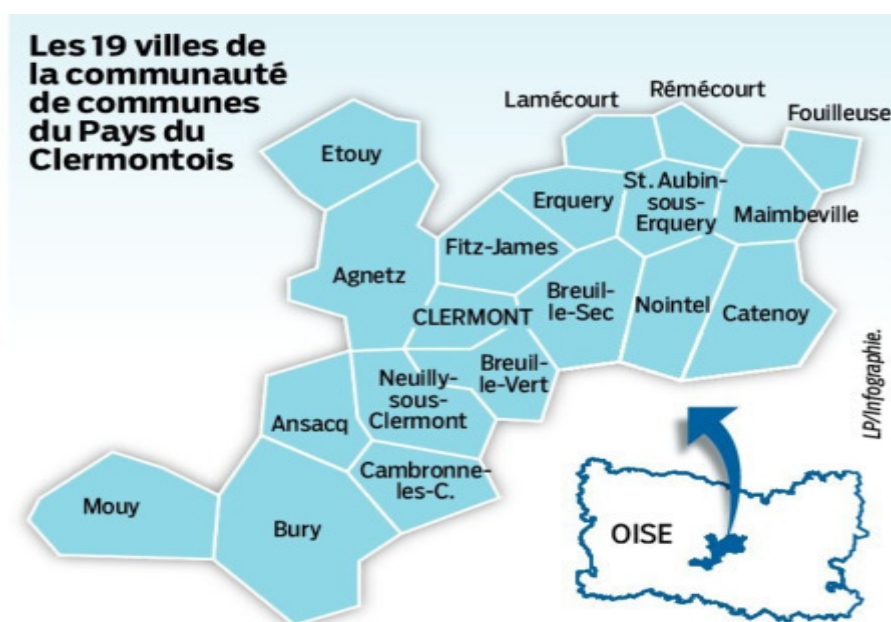 Les 19 villes de
la communauté
de communes
du Pays du
Clermontois
Lamécourt
Rémécourt
Fouilleuse
Etouy
Erquery
St. Aubin-
sous-
Erquery
Maimbeville
Fitz-James
Agnetz
Breuil-
le-Sec
Nointel
Catenoy
CLERMONT
Breuil-
le-Vert
Neuilly-
sous-
Clermont
Ansacq
Cambronne-
les-C.
Mouy
Bury
OISE
LP/Infographie.